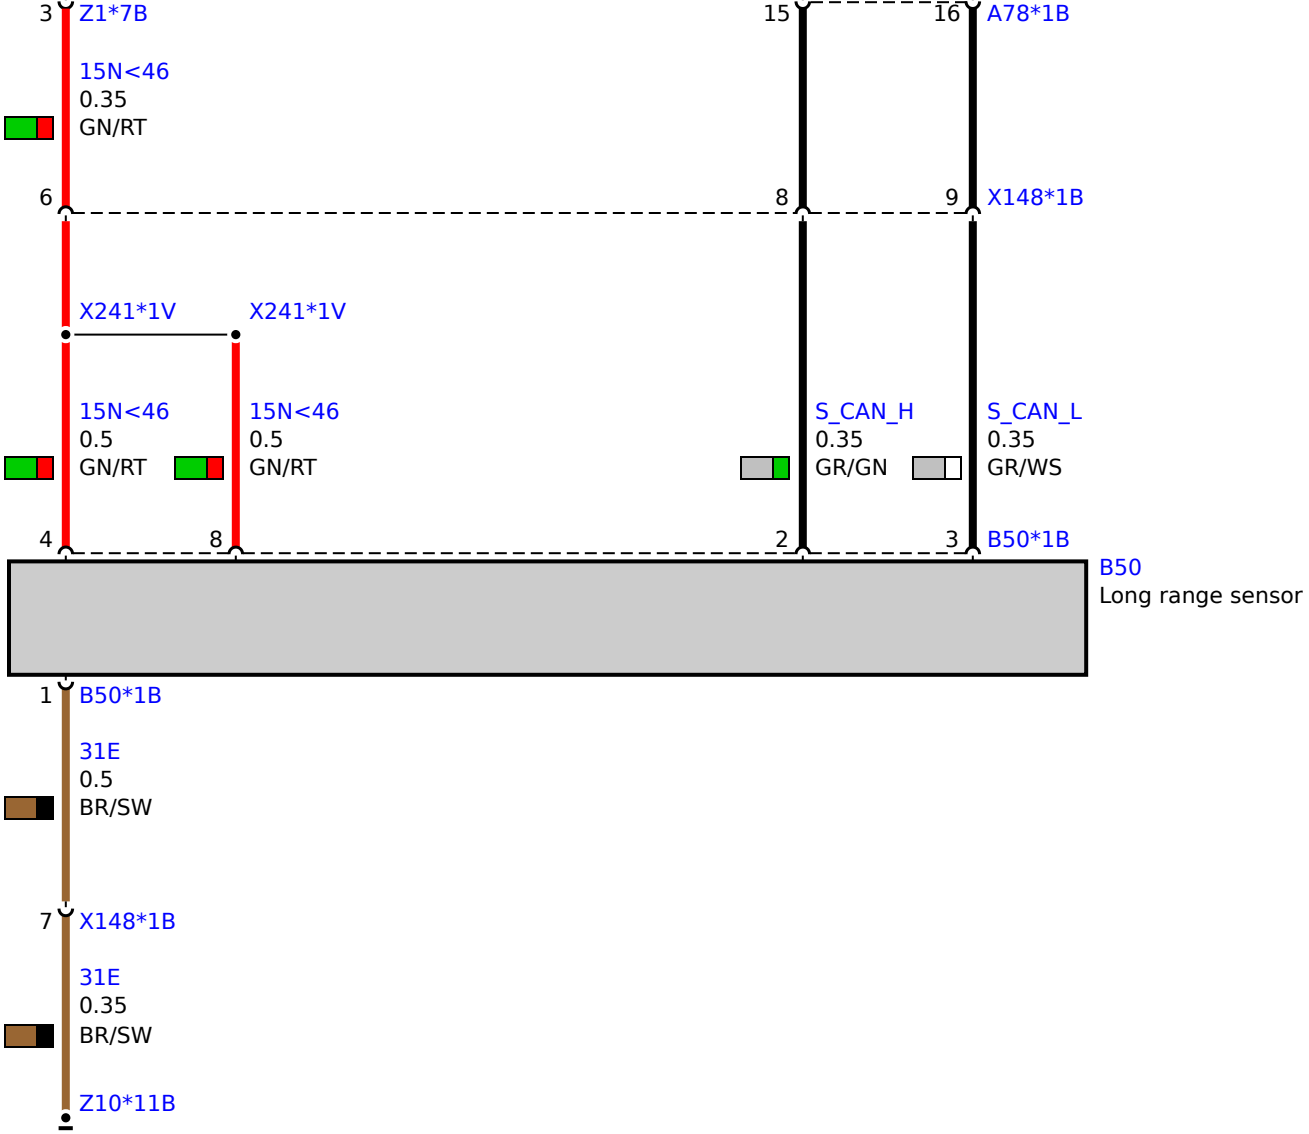 3 Z1*7B 15 16 A78*1B
15N<46
0.35
GN/RT
6 8 9 X148*1B
X241*1V X241*1V
15N<46 15N<46 S_CAN_H S_CAN_L
0.5 0.5 0.35 0.35
GN/RT GN/RT GR/GN GR/WS
4 8 2 3 B50*1B
B50
Long range sensor
1 B50*1B
31E
0.5
BR/SW
7 X148*1B
31E
0.35
BR/SW
Z10*11B